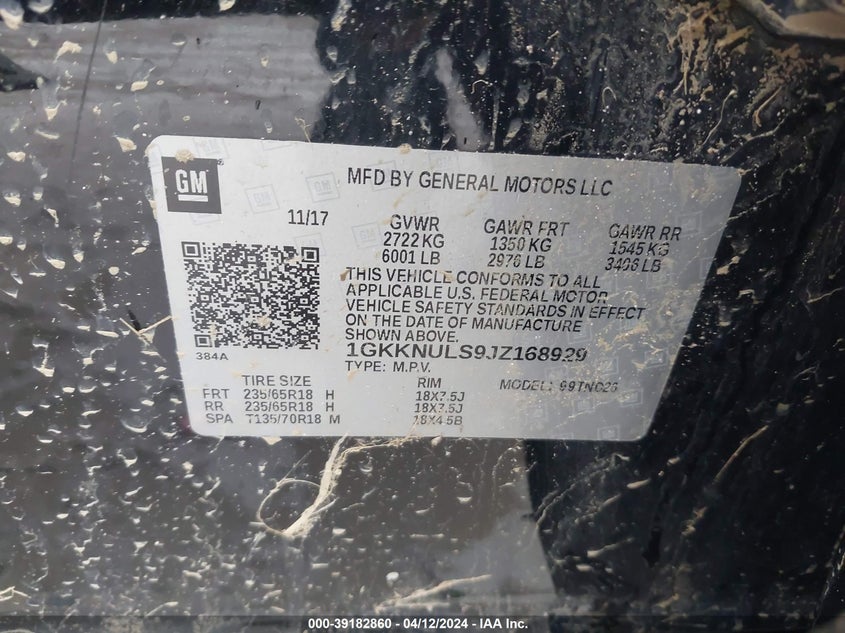 GM
MFD BY GENERAL MOTORS LLC
11/17 GVWR GAWR FRT GAWR RR
2722 KG 1350 KG 1545 KG
6001 LB 2976 LB 3406 LB
THIS VEHICLE CONFORMS TO ALL
APPLICABLE U.S. FEDERAL MOTOR
VEHICLE SAFETY STANDARDS IN EFFECT
ON THE DATE OF MANUFACTURE
SHOWN ABOVE.
384A
1GKKNULS9JZ168929
TYPE: M.P.V. MODEL:
TIRE SIZE RIM
FRT 235/65R18 H 18X7.5J
RR 235/65R18 H 18X7.5J
SPA T135/70R18 M 18X4.5B
000-39182860 - 04/12/2024 - IAA Inc.